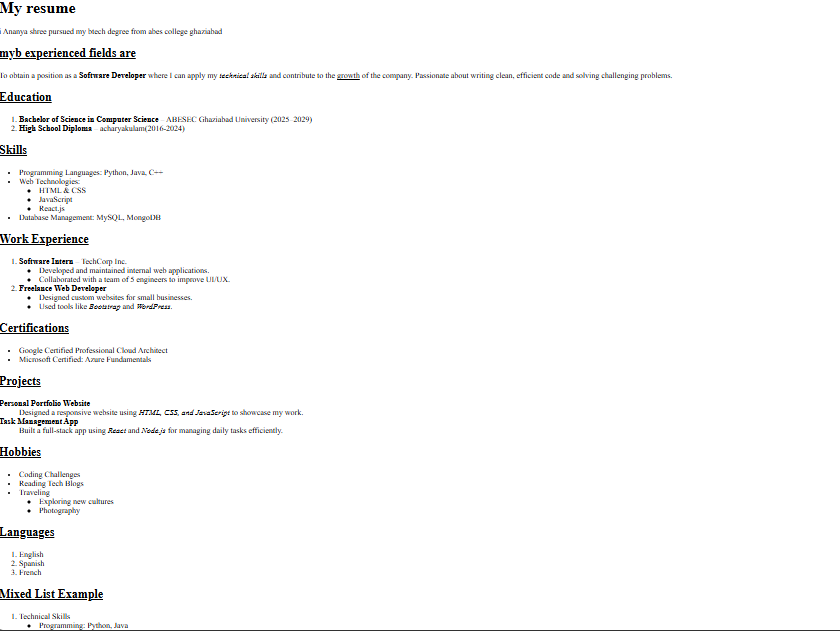 My resume
i Ananya shree pursued my btech degree from abes college ghaziabad
myb experienced fields are
To obtain a position as a Software Developer where I can apply my technical skills and contribute to the growth of the company. Passionate about writing clean, efficient code and solving challenging problems.
Education
1. Bachelor of Science in Computer Science – ABESEC Ghaziabad University (2025–2029)
2. High School Diploma – acharyakulam(2016-2024)
Skills
• Programming Languages: Python, Java, C++
• Web Technologies:
• HTML & CSS
• JavaScript
• React.js
• Database Management: MySQL, MongoDB
Work Experience
1. Software Intern – TechCorp Inc.
• Developed and maintained internal web applications.
• Collaborated with a team of 5 engineers to improve UI/UX.
2. Freelance Web Developer
• Designed custom websites for small businesses.
• Used tools like Bootstrap and WordPress.
Certifications
• Google Certified Professional Cloud Architect
• Microsoft Certified: Azure Fundamentals
Projects
Personal Portfolio Website
Designed a responsive website using HTML, CSS, and JavaScript to showcase my work.
Task Management App
Built a full-stack app using React and Node.js for managing daily tasks efficiently.
Hobbies
• Coding Challenges
• Reading Tech Blogs
• Traveling
• Exploring new cultures
• Photography
Languages
1. English
2. Spanish
3. French
Mixed List Example
1. Technical Skills
• Programming: Python, Java